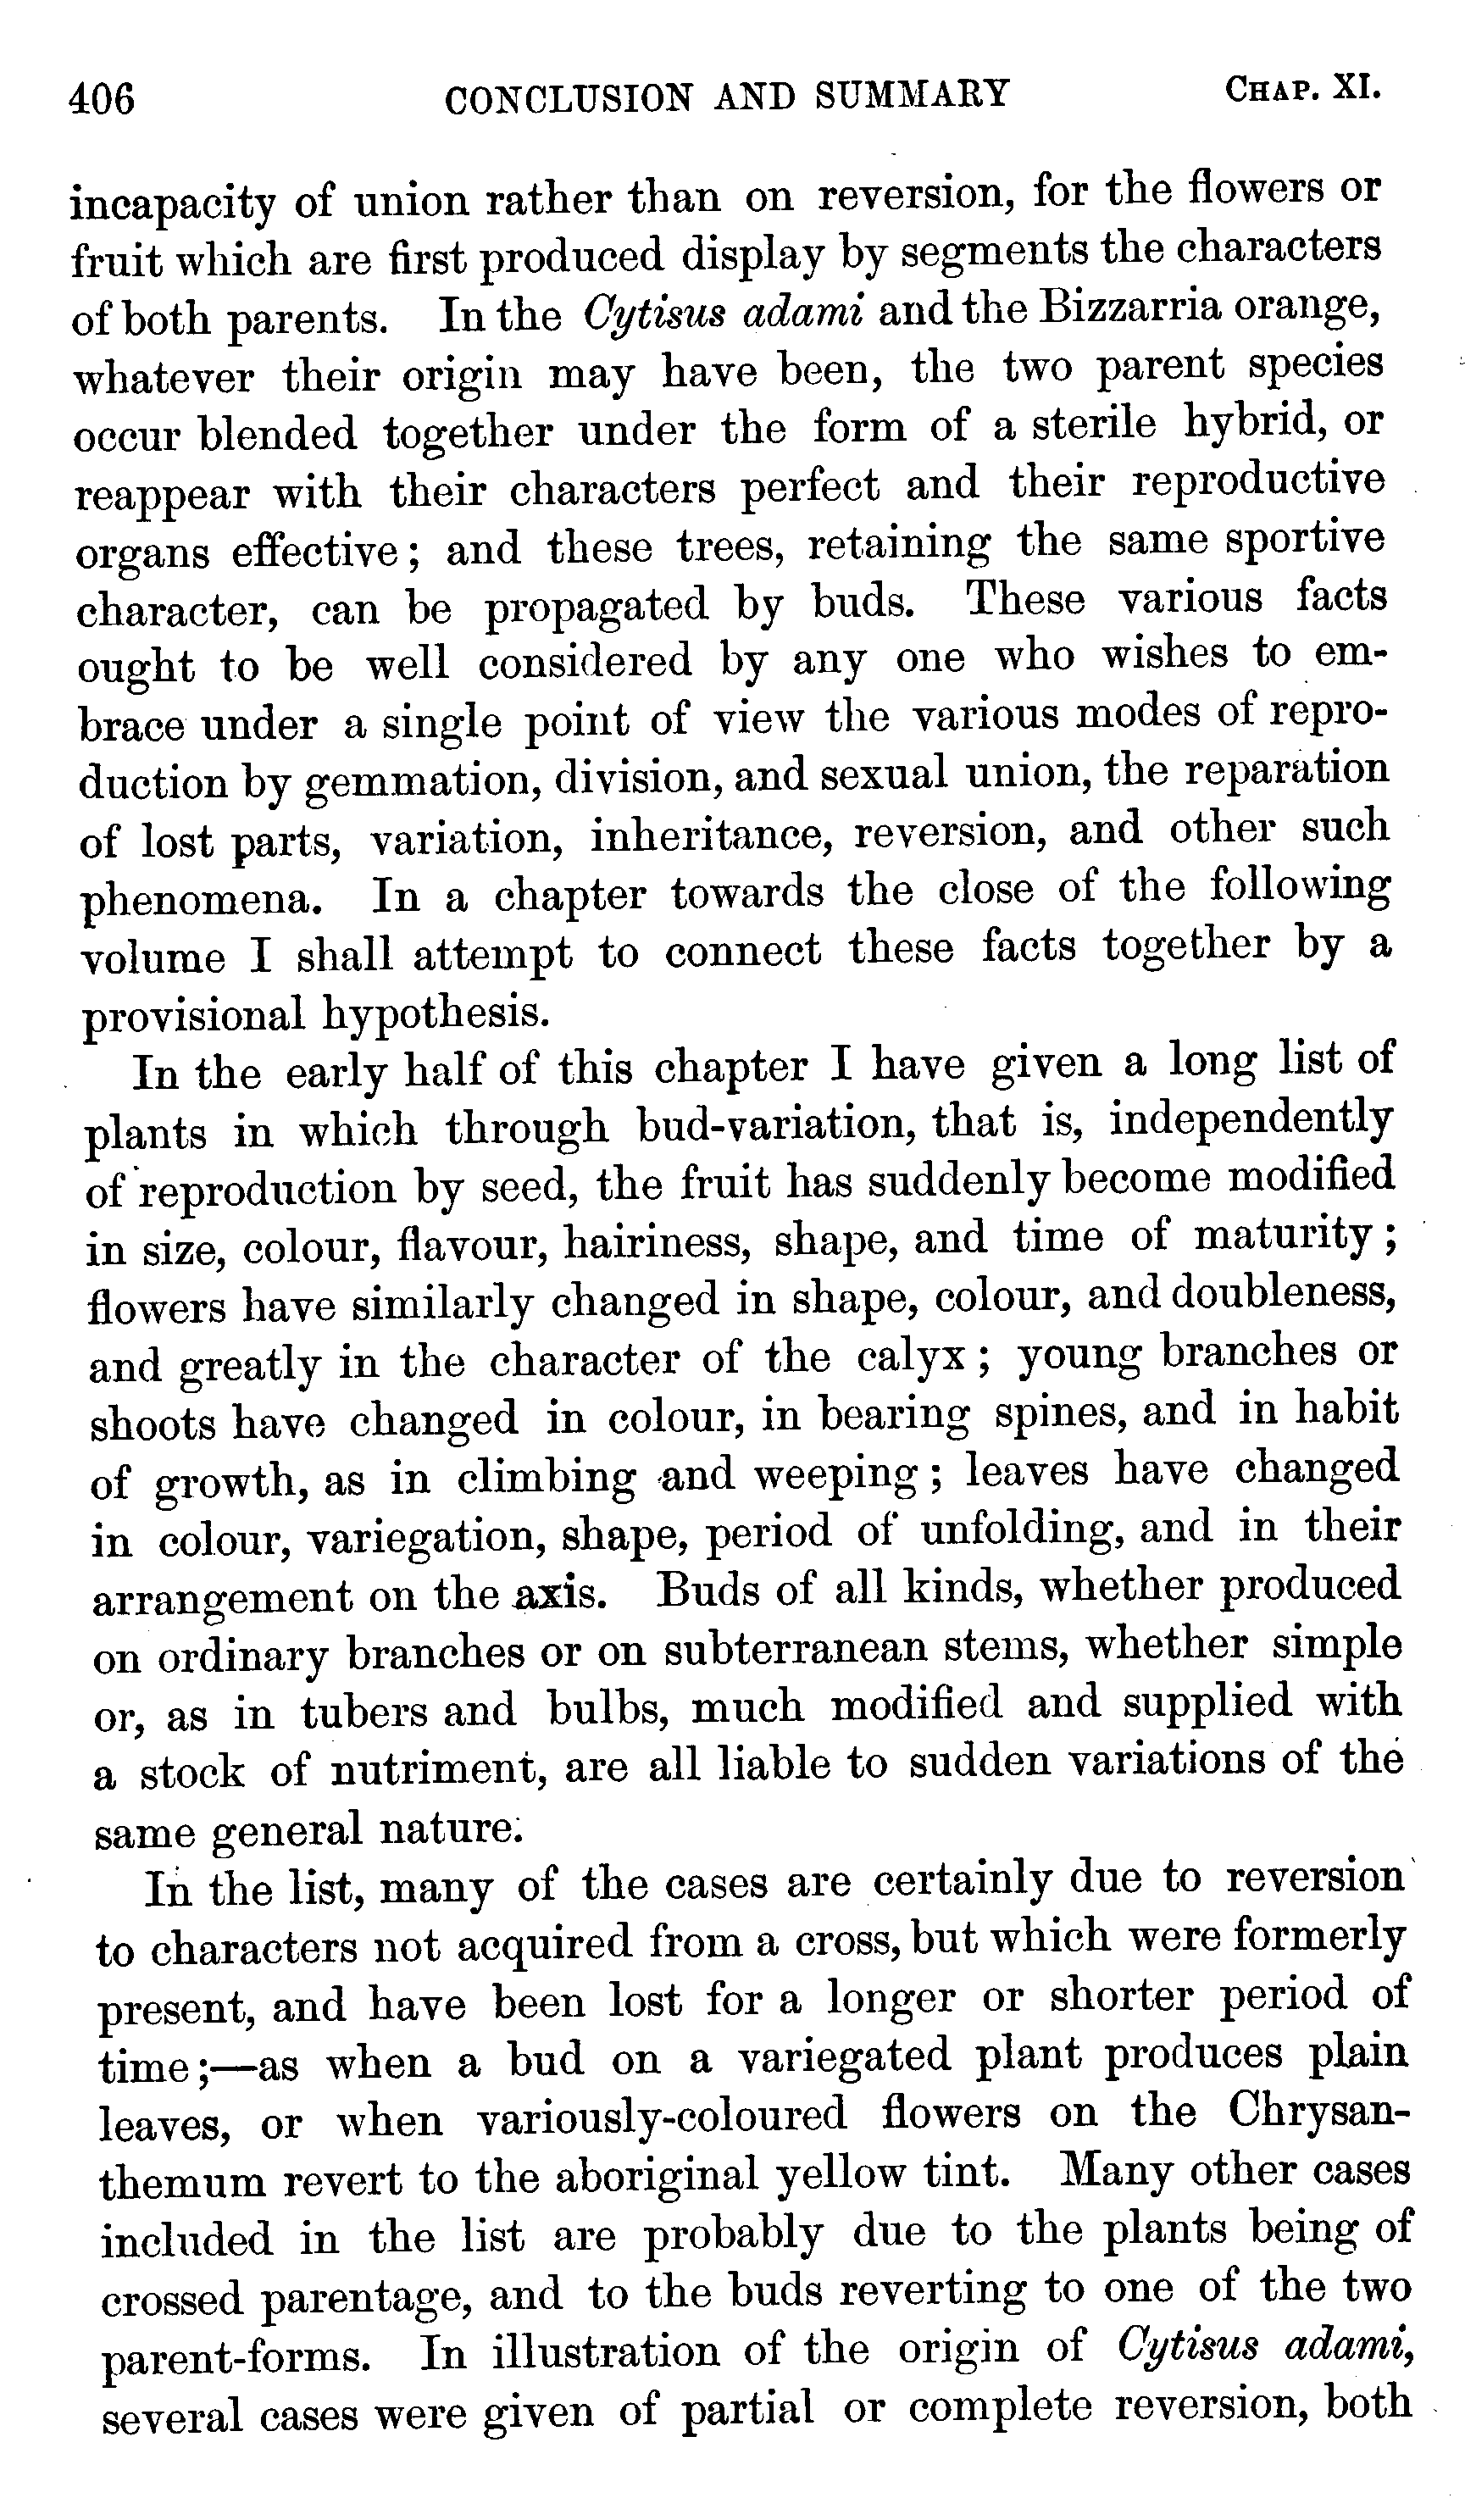 406 CONCLUSION AND SUMMARY CHAP. XI.
incapacity of union rather than on reversion, for the flowers or
fruit which are first produced display by segments the characters
of both parents. In the Cytisus adami and the Bizzarria orange,
whatever their origin may have been, the two parent species
occur blended together under the form of a sterile hybrid, or
reappear with their characters perfect and their reproductive
organs effective; and these trees, retaining the same sportive
character, can be propagated by buds. These various facts
ought to be well considered by any one who wishes to em-
brace under a single point of view the various modes of repro-
duction by gemmation, division, and sexual union, the reparation
of lost parts, variation, inheritance, reversion, and other such
phenomena. In a chapter towards the close of the following
volume I shall attempt to connect these facts together by a
provisional hypothesis.
In the early half of this chapter I have given a long list of
plants in which through bud-variation, that is, independently
of reproduction by seed, the fruit has suddenly become modified
in size, colour, flavour, hairiness, shape, and time of maturity;
flowers have similarly changed in shape, colour, and doubleness,
and greatly in the character of the calyx; young branches or
shoots have changed in colour, in bearing spines, and in habit
of growth, as in climbing and weeping; leaves have changed
in colour, variegation, shape, period of unfolding, and in their
arrangement on the axis. Buds of all kinds, whether produced
on ordinary branches or on subterranean stems, whether simple
or, as in tubers and bulbs, much modified and supplied with
a stock of nutriment, are all liable to sudden variations of the
same general nature.
In the list, many of the cases are certainly due to reversion
to characters not acquired from a cross, but which were formerly
present, and have been lost for a longer or shorter period of
time;—as when a bud on a variegated plant produces plain
leaves, or when variously-coloured flowers on the Chrysan-
themum revert to the aboriginal yellow tint. Many other cases
included in the list are probably due to the plants being of
crossed parentage, and to the buds reverting to one of the two
parent-forms. In illustration of the origin of Cytisus adami,
several cases were given of partial or complete reversion, both